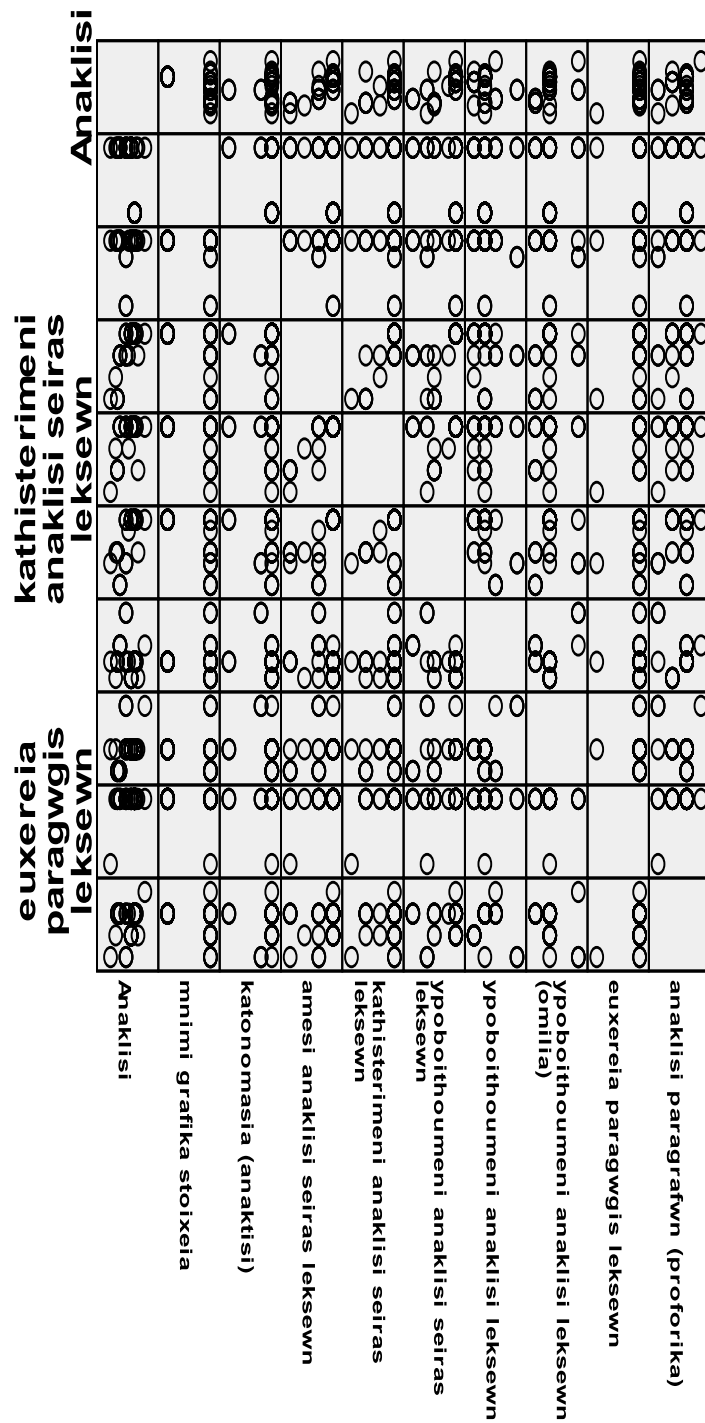 Anaklisi
kathisterimeni
anaklisi seiras
leksewn
euxereia
paragwgis
leksewn
Anaklisi
mnimi grafika stoixeia
katonomasia (anaktisi)
amesi anaklisi seiras leksewn
kathisterimeni anaklisi seiras
leksewn
ypoboithoumeni anaklisi seiras
leksewn
ypoboithoumeni anaklisi leksewn
ypoboithoumeni anaklisi leksewn
(omilia)
euxereia paragwgis leksewn
anaklisi paragrafwn (proforika)